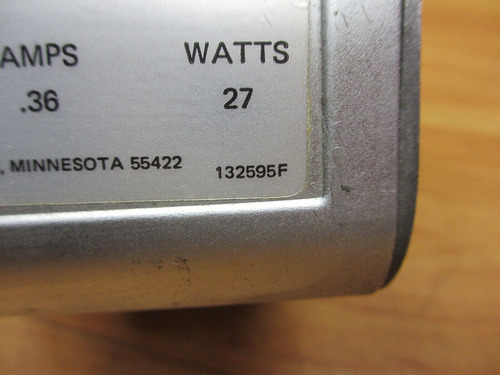 AMPS WATTS
.36 27
, MINNESOTA 55422 132595F